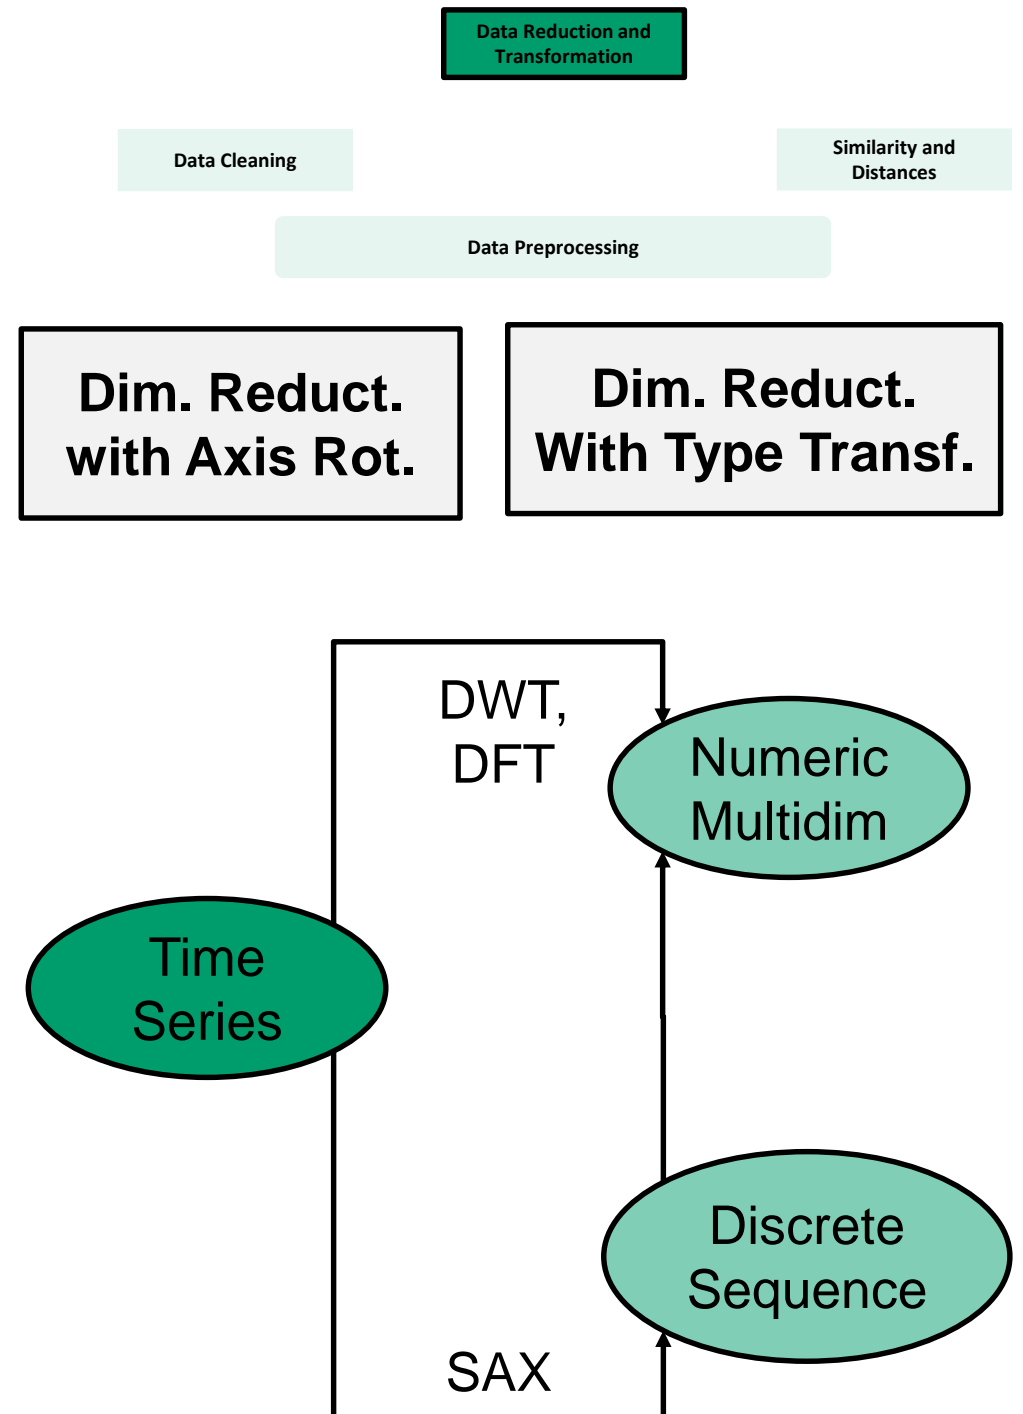 Data Reduction and
Transformation
Data Cleaning
Similarity and
Distances
Data Preprocessing
Dim. Reduct.
with Axis Rot.
Dim. Reduct.
With Type Transf.
DWT,
DFT
Numeric
Multidim
Time
Series
Discrete
Sequence
SAX